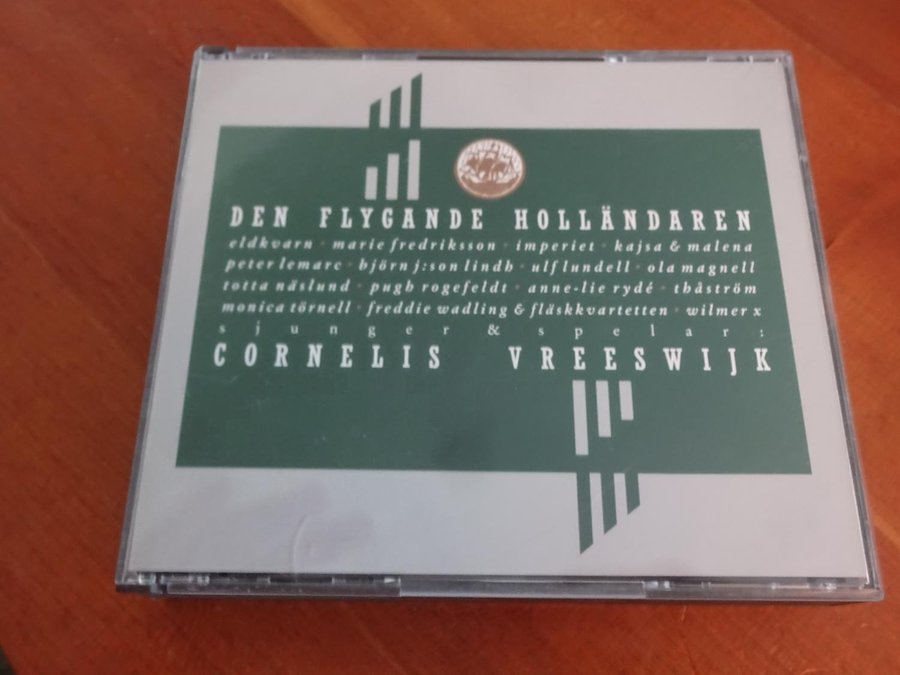 DEN FLYGANDE HOLLÄNDAREN
eldkvarn · marie fredriksson · imperiet · kajsa & malena
peter lemarc · björn j:son lindh · ulf lundell · ola magnell
totta näslund · pugh rogefeldt · anne-lie rydé · thåström
monica törnell · freddie wadling & fläskkvartetten · wilmer x
sjunger & spelar:
CORNELIS VREESWIJK